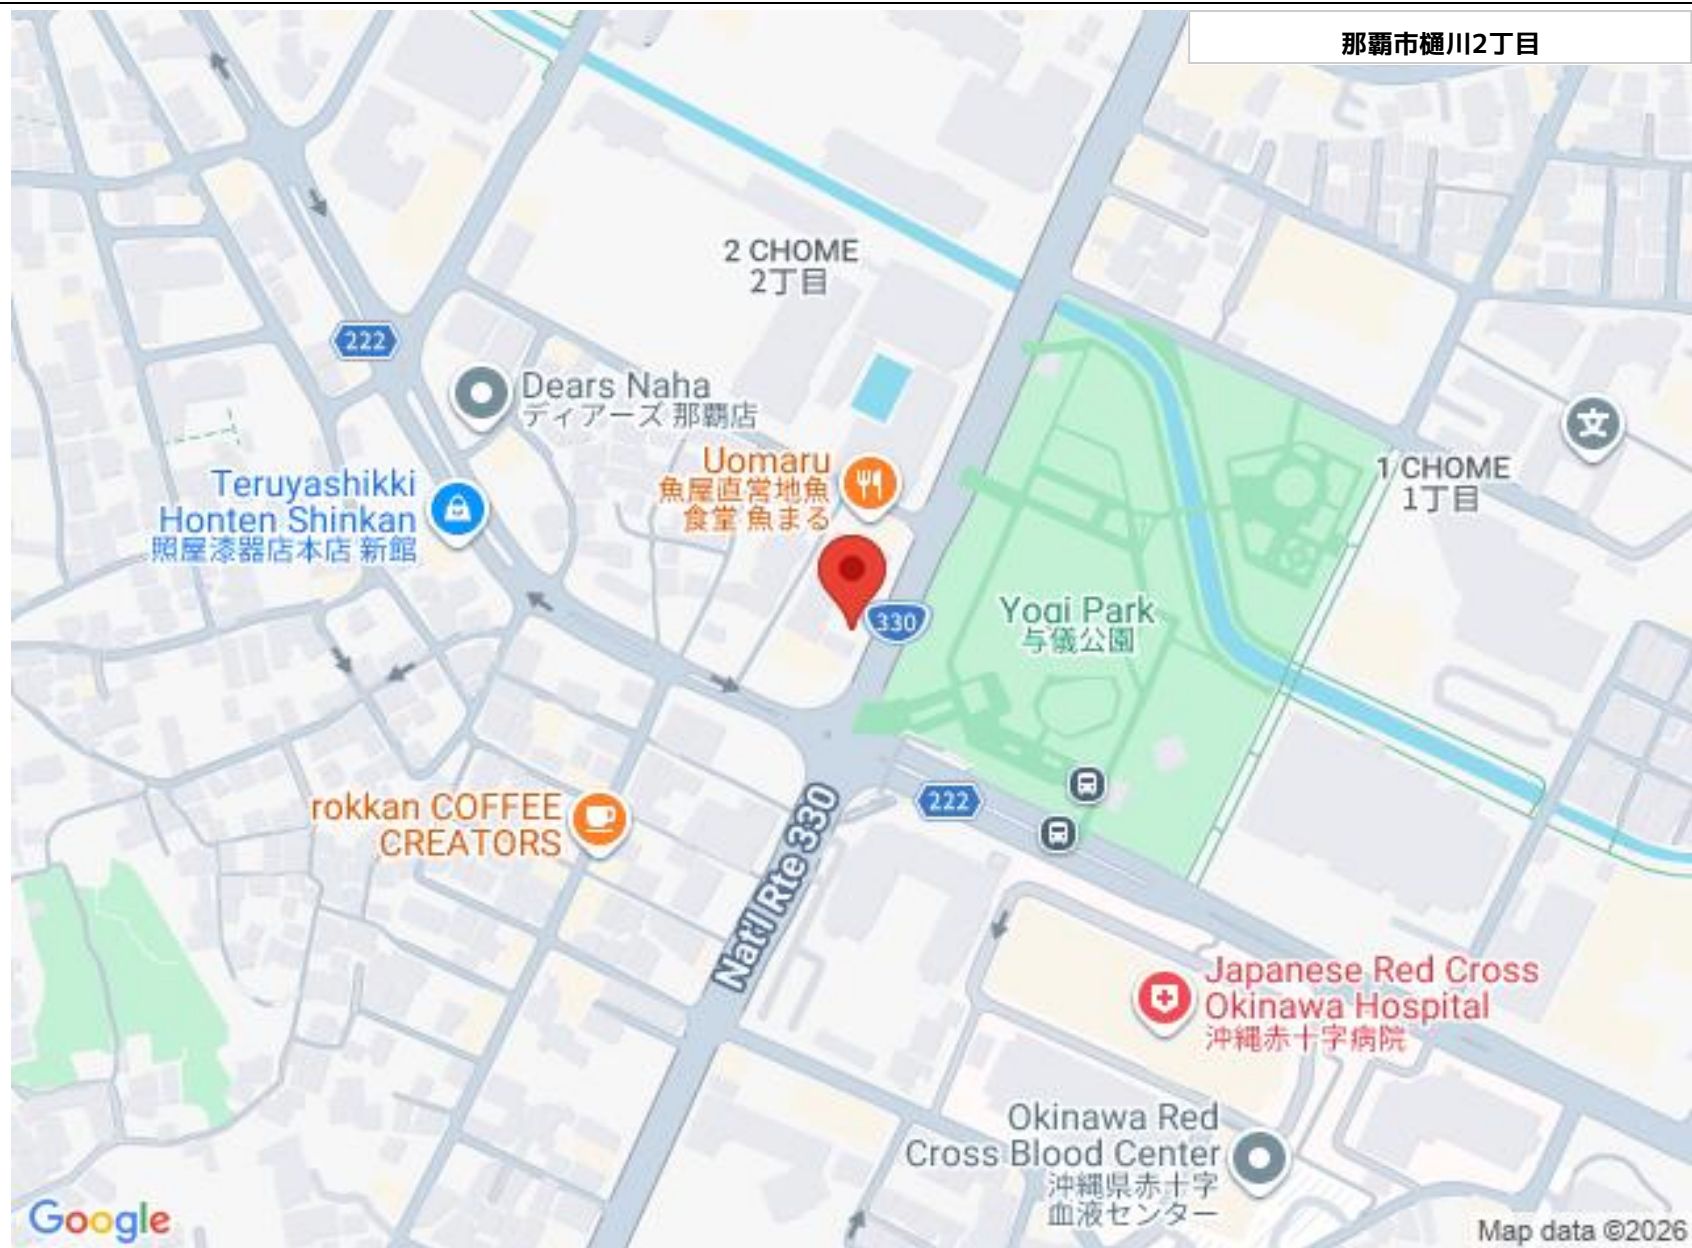 那覇市樋川2丁目
2 CHOME
2丁目
222
Dears Naha
ディアーズ 那覇店
Uomaru
魚屋直営地魚
食堂 魚まる
1 CHOME
1丁目
文
Teruyashikki
Honten Shinkan
照屋漆器店本店 新館
330
Yogi Park
与儀公園
222
rokkan COFFEE
CREATORS
Nat'l Rte 330
Japanese Red Cross
Okinawa Hospital
沖縄赤十字病院
Okinawa Red
Cross Blood Center
沖縄県赤十字
血液センター
Google
Map data ©2026